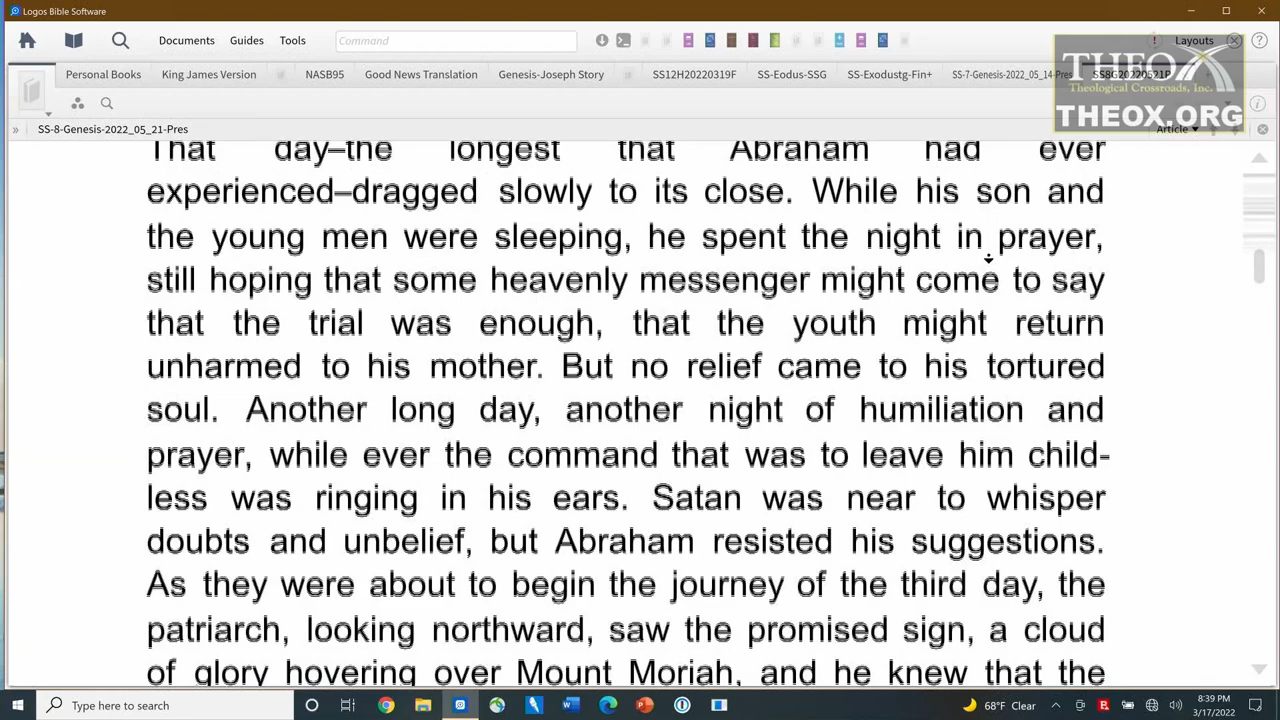 Logos Bible Software
Documents Guides Tools Command Layouts
Personal Books King James Version NASB95 Good News Translation Genesis-Joseph Story SS12H20220319F SS-Eodus-SSG SS-Exodustg-Fin+ SS-7-Genesis-2022_05_14-Pres SS8G20220521P
THEOX
Theological Crossroads, Inc.
THEOX.ORG
SS-8-Genesis-2022_05_21-Pres Article
That day–the longest that Abraham had ever
experienced–dragged slowly to its close. While his son and
the young men were sleeping, he spent the night in prayer,
still hoping that some heavenly messenger might come to say
that the trial was enough, that the youth might return
unharmed to his mother. But no relief came to his tortured
soul. Another long day, another night of humiliation and
prayer, while ever the command that was to leave him child-
less was ringing in his ears. Satan was near to whisper
doubts and unbelief, but Abraham resisted his suggestions.
As they were about to begin the journey of the third day, the
patriarch, looking northward, saw the promised sign, a cloud
of glory hovering over Mount Moriah, and he knew that the
Type here to search 68°F Clear 8:39 PM
3/17/2022